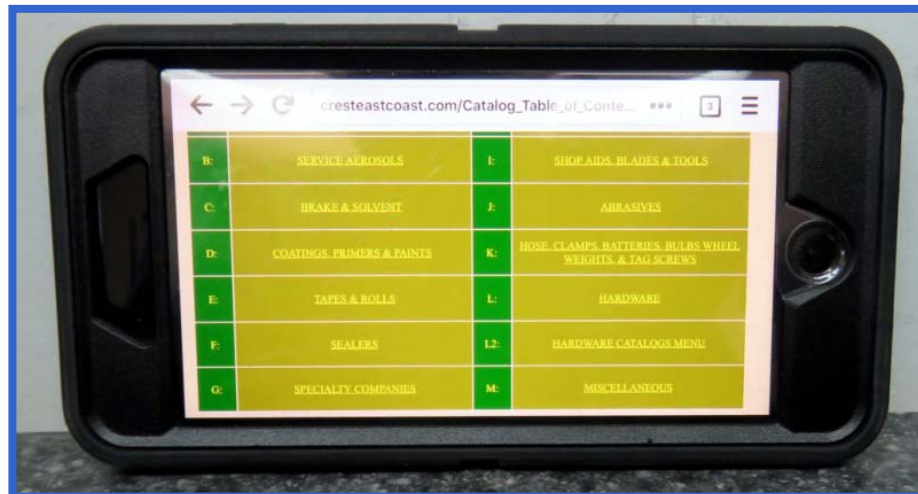 cresteastcoast.com/Catalog_Table_of_Conte... 3
B: SERVICE AEROSOLS I: SHOP AIDS, BLADES & TOOLS
C: BRAKE & SOLVENT J: ABRASIVES
D: COATINGS, PRIMERS & PAINTS K: HOSE, CLAMPS, BATTERIES, BULBS WHEEL
WEIGHTS, & TAG SCREWS
E: TAPES & ROLLS L: HARDWARE
F: SEALERS L2: HARDWARE CATALOGS MENU
G: SPECIALTY COMPANIES M: MISCELLANEOUS